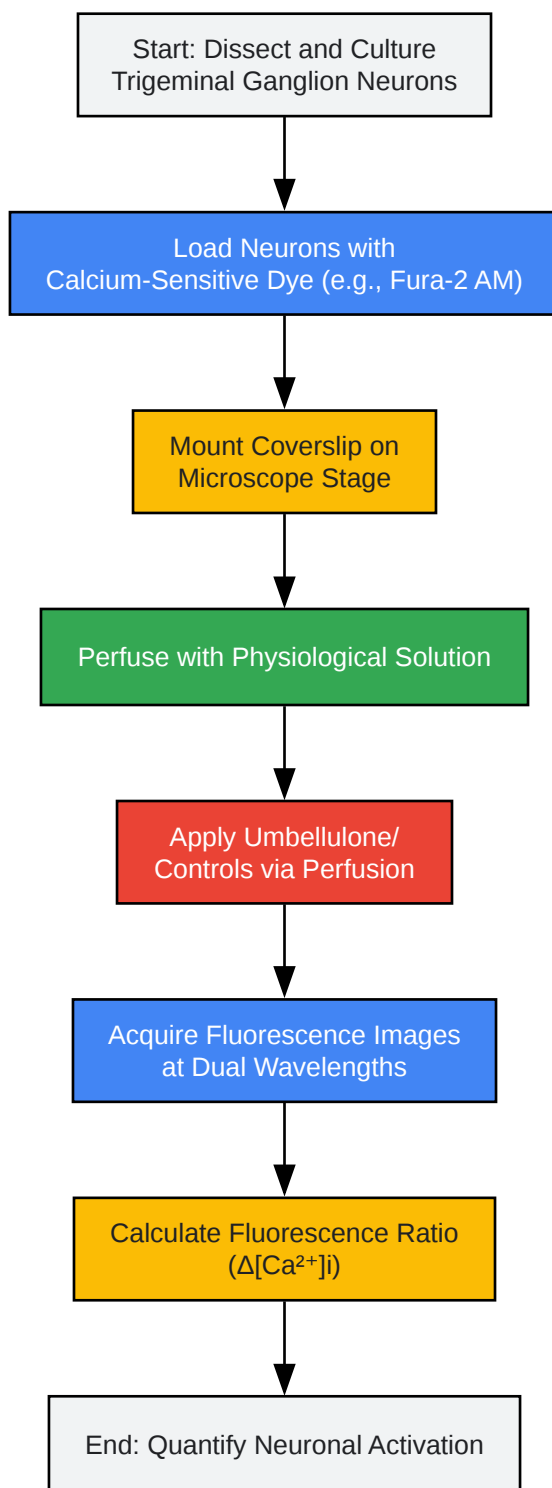 Start: Dissect and Culture
Trigeminal Ganglion Neurons
Load Neurons with
Calcium-Sensitive Dye (e.g., Fura-2 AM)
Mount Coverslip on
Microscope Stage
Perfuse with Physiological Solution
Apply Umbellulone/
Controls via Perfusion
Acquire Fluorescence Images
at Dual Wavelengths
Calculate Fluorescence Ratio
(Δ[Ca²⁺]i)
End: Quantify Neuronal Activation